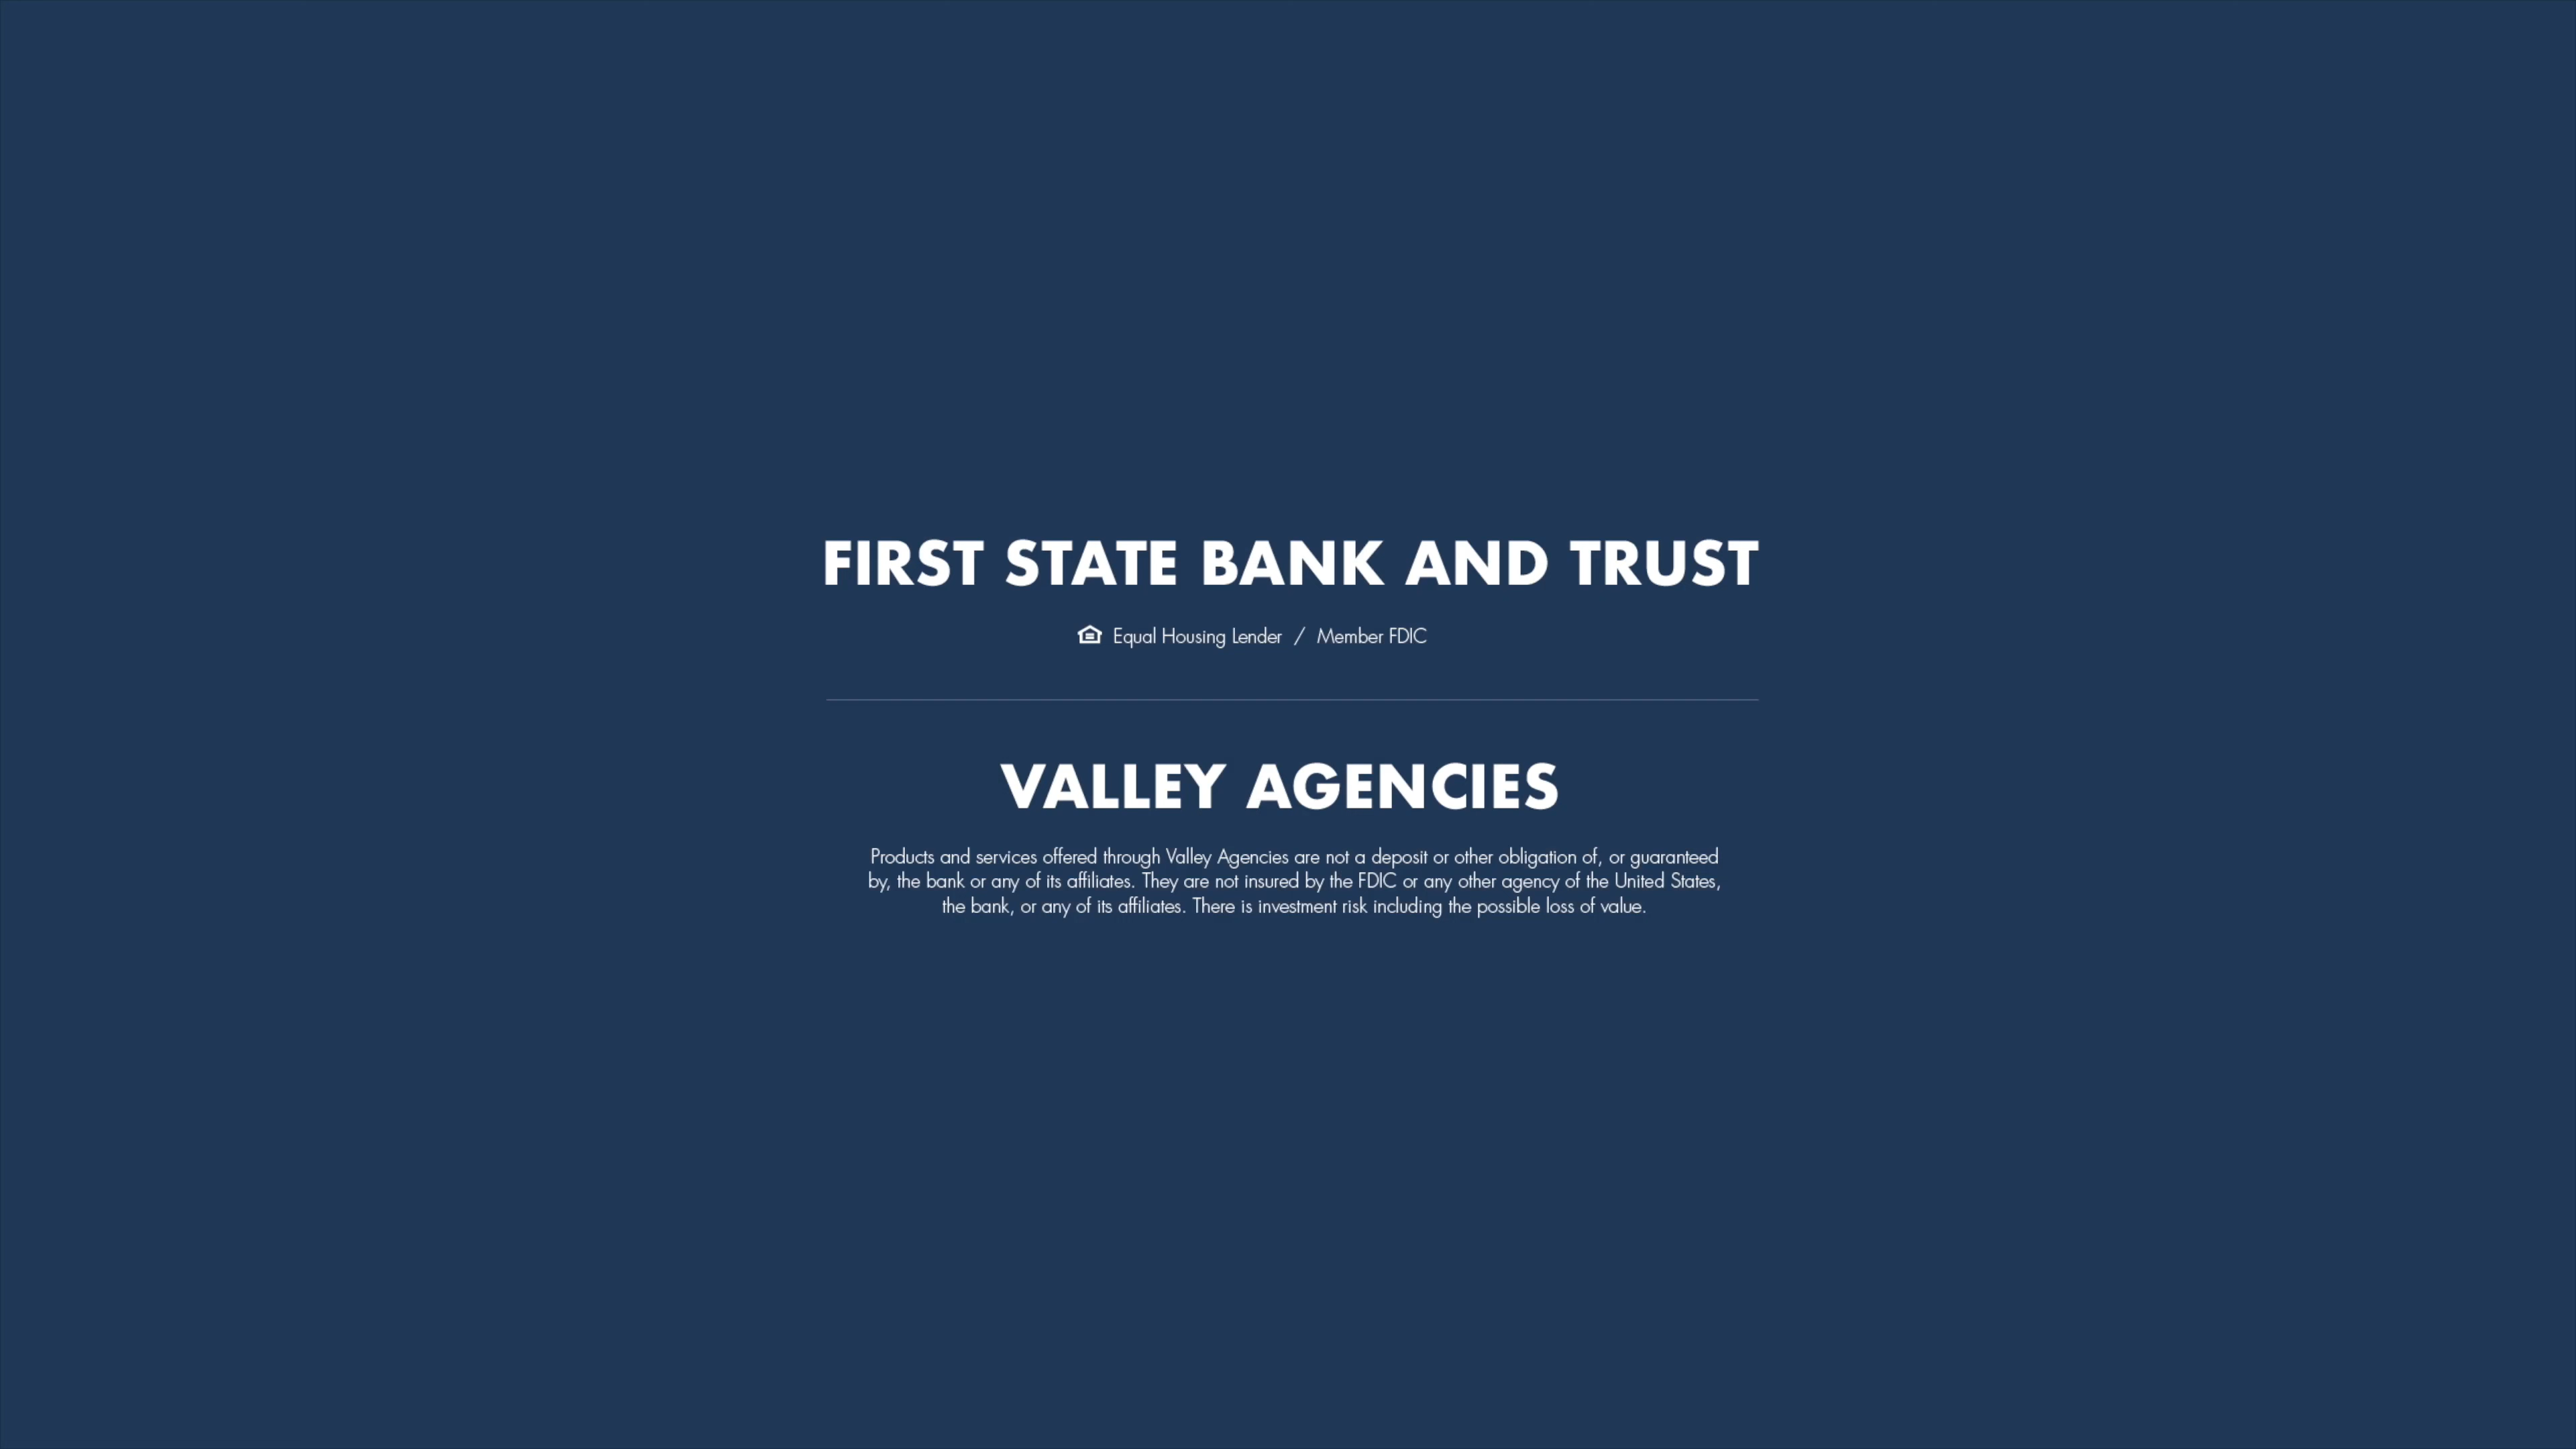 FIRST STATE BANK AND TRUST
Equal Housing Lender / Member FDIC
VALLEY AGENCIES
Products and services offered through Valley Agencies are not a deposit or other obligation of, or guaranteed
by, the bank or any of its affiliates. They are not insured by the FDIC or any other agency of the United States,
the bank, or any of its affiliates. There is investment risk including the possible loss of value.